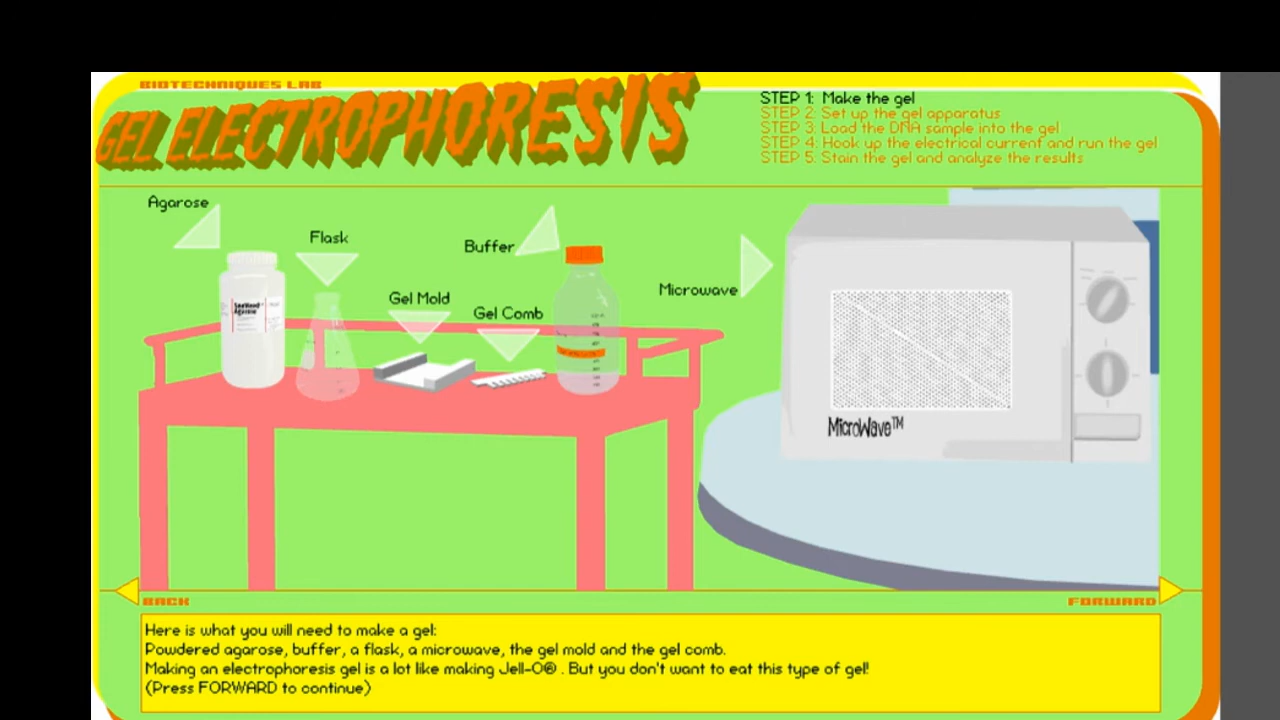 BIOTECHNIQUES LAB
GEL ELECTROPHORESIS
STEP 1: Make the gel
STEP 2: Set up the gel apparatus
STEP 3: Load the DNA sample into the gel
STEP 4: Hook up the electrical current and run the gel
STEP 5: Stain the gel and analyze the results
Agarose
Flask
Buffer
Gel Mold
Gel Comb
Microwave
Agarose
MicroWave™
BACK
FORWARD
Here is what you will need to make a gel:
Powdered agarose, buffer, a flask, a microwave, the gel mold and the gel comb.
Making an electrophoresis gel is a lot like making Jell-O® . But you don't want to eat this type of gel!
(Press FORWARD to continue)